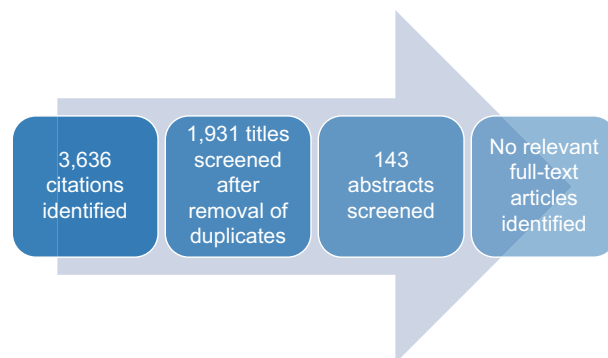 3,636
citations
identified
1,931 titles
screened
after
removal of
duplicates
143
abstracts
screened
No relevant
full-text
articles
identified